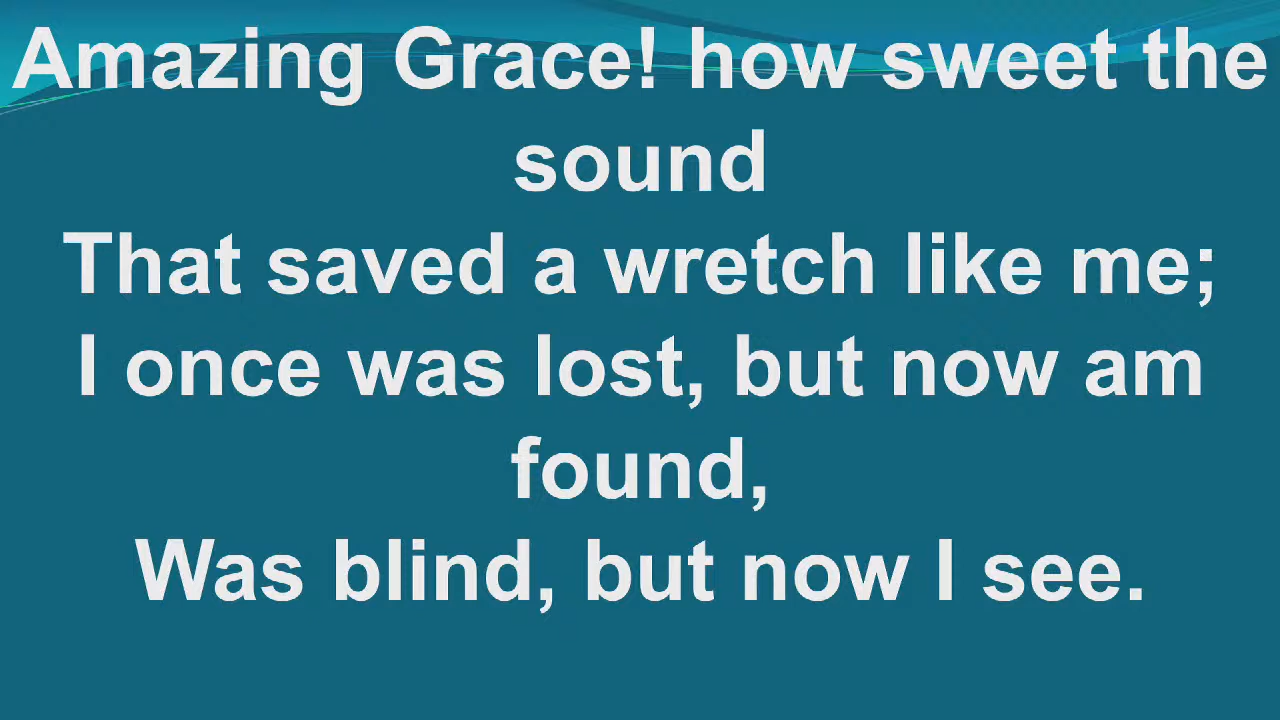 Amazing Grace! how sweet the
sound
That saved a wretch like me;
I once was lost, but now am
found,
Was blind, but now I see.